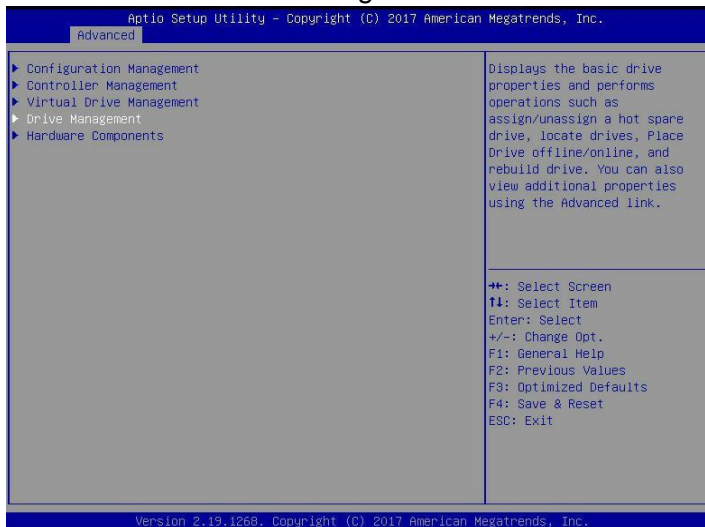 Aptio Setup Utility – Copyright (C) 2017 American Megatrends, Inc.
Advanced
Configuration Management
Controller Management
Virtual Drive Management
Drive Management
Hardware Components
Displays the basic drive
properties and performs
operations such as
assign/unassign a hot spare
drive, locate drives, Place
Drive offline/online, and
rebuild drive. You can also
view additional properties
using the Advanced link.
→←: Select Screen
↑↓: Select Item
Enter: Select
+/-: Change Opt.
F1: General Help
F2: Previous Values
F3: Optimized Defaults
F4: Save & Reset
ESC: Exit
Version 2.19.1268. Copyright (C) 2017 American Megatrends, Inc.